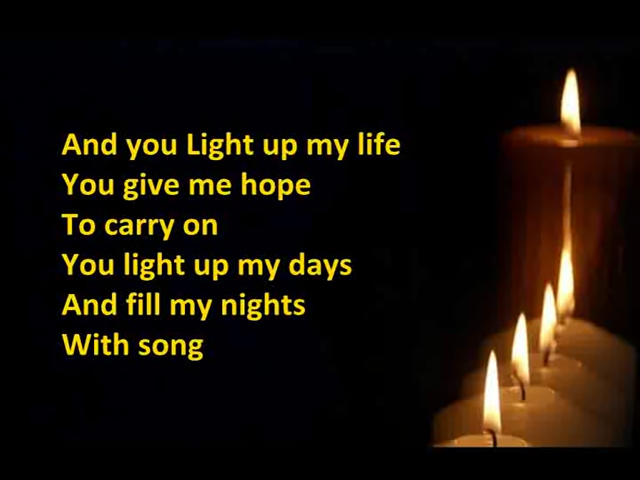 And you Light up my life
You give me hope
To carry on
You light up my days
And fill my nights
With song